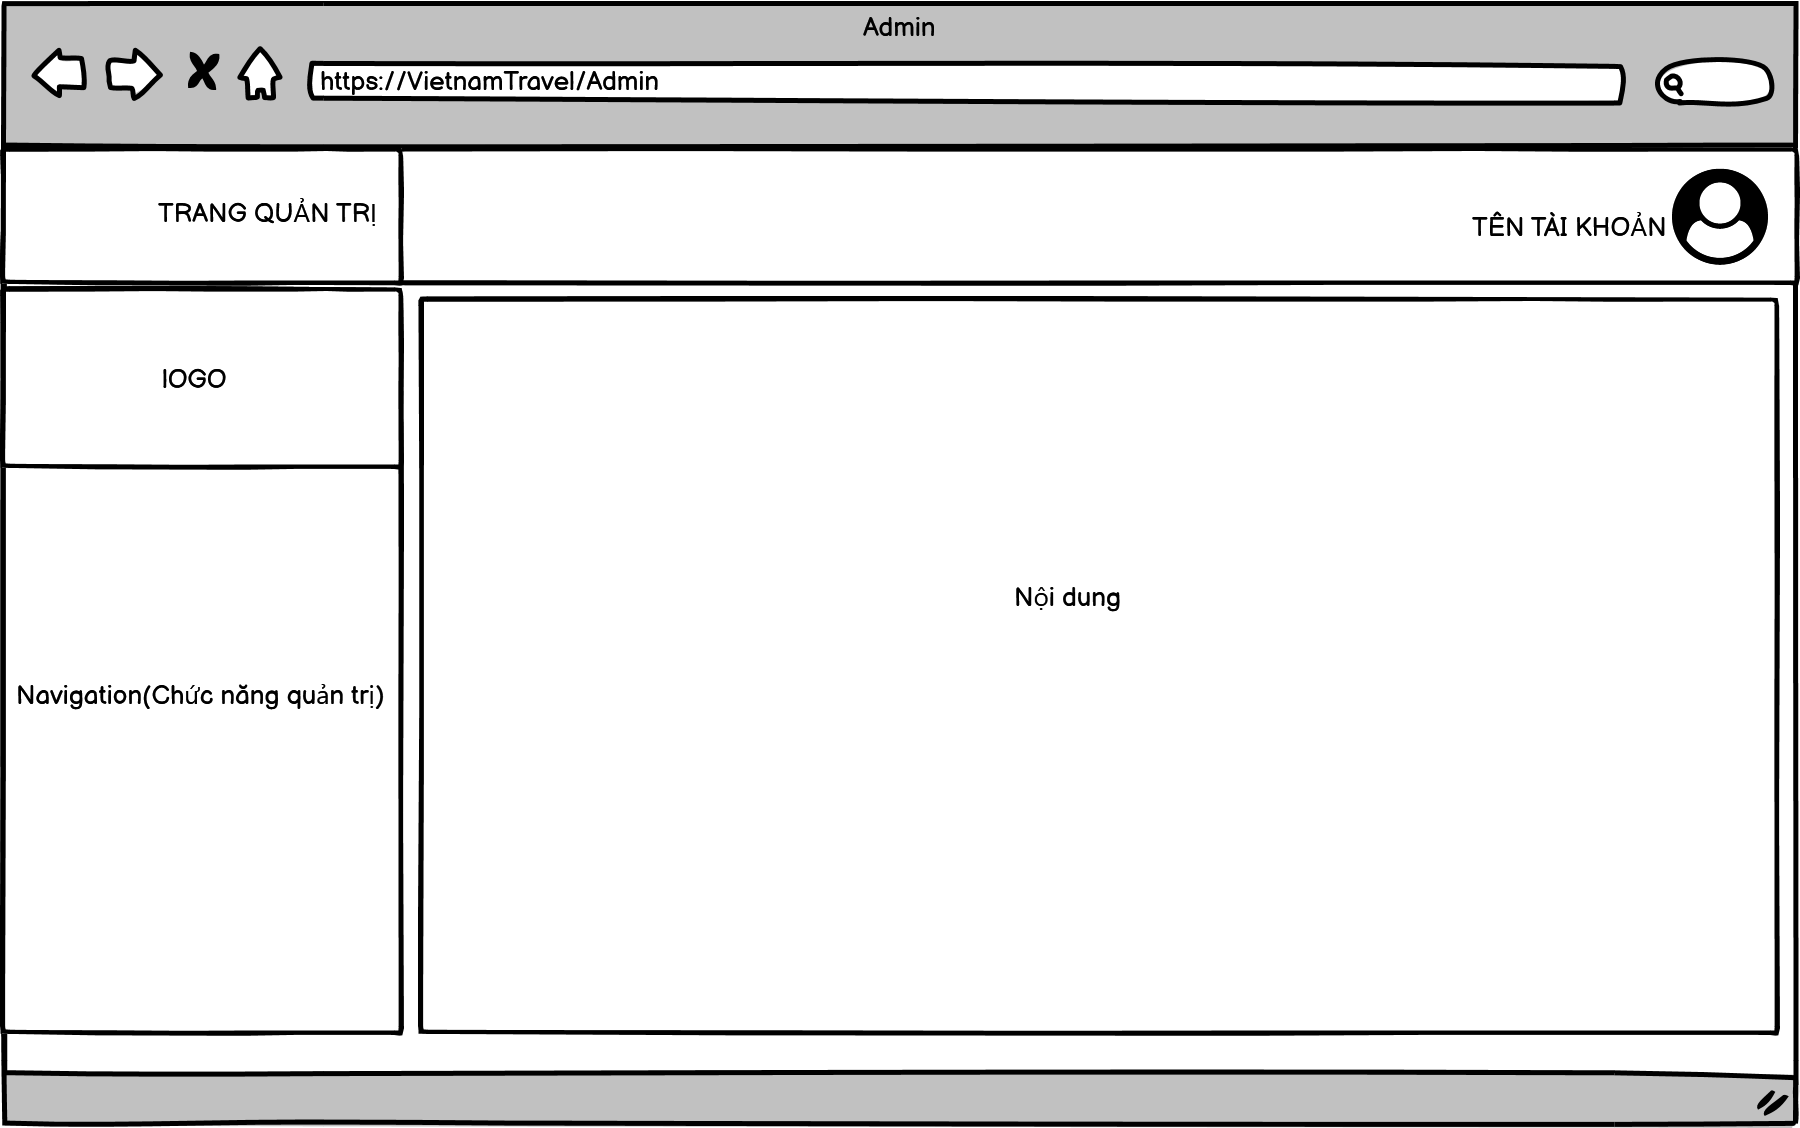 Admin
https://VietnamTravel/Admin
TRANG QUẢN TRỊ
TÊN TÀI KHOẢN
lOGO
Nội dung
Navigation(Chức năng quản trị)